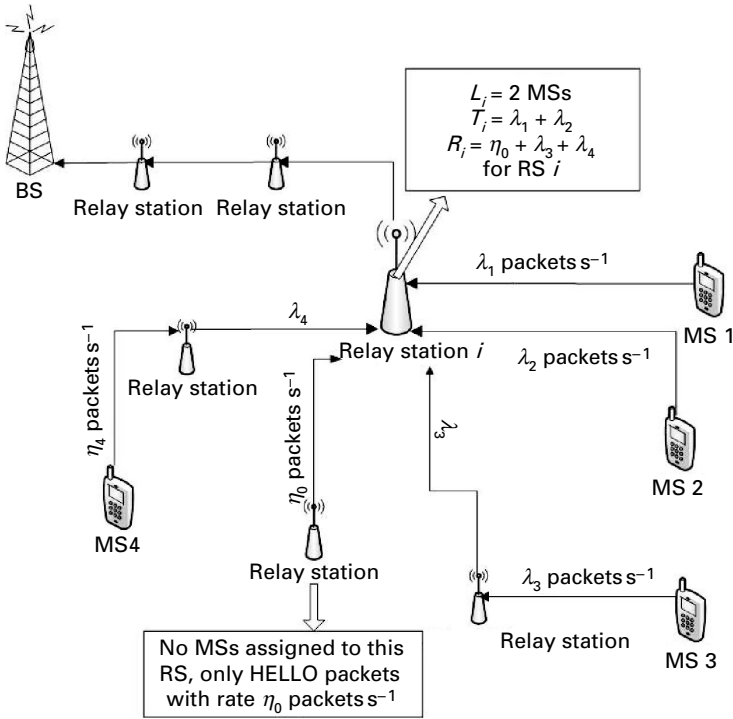 L_i = 2 MSs
T_i = λ_1 + λ_2
R_i = η_0 + λ_3 + λ_4
for RS i
BS
Relay station
Relay station
λ_1 packets s^–1
MS 1
λ_4
Relay station i
λ_2 packets s^–1
Relay station
η_4 packets s^–1
η_0 packets s^–1
λ_3
MS 2
MS4
Relay station
λ_3 packets s^–1
Relay station
MS 3
No MSs assigned to this
RS, only HELLO packets
with rate η_0 packets s^–1